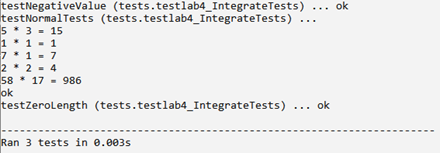 testNegativeValue (tests.testlab4_IntegrateTests) ... ok
testNormalTests (tests.testlab4_IntegrateTests) ...
5 * 3 = 15
1 * 1 = 1
7 * 1 = 7
2 * 2 = 4
58 * 17 = 986
ok
testZeroLength (tests.testlab4_IntegrateTests) ... ok
----------------------------------------------------------------------
Ran 3 tests in 0.003s